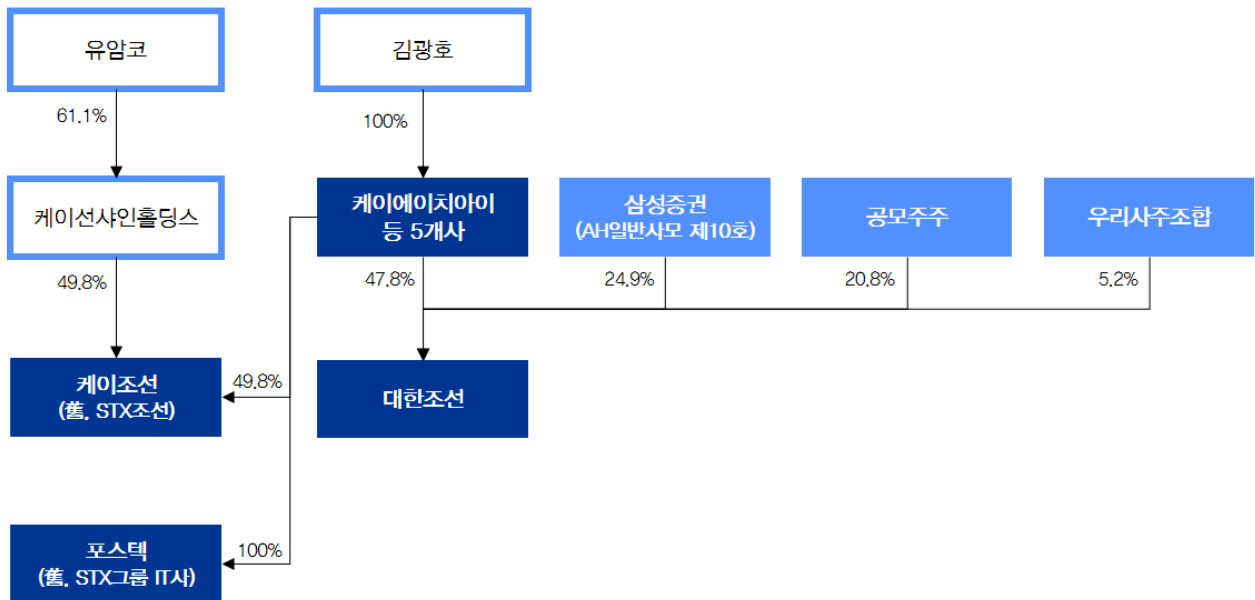 유암코
김광호
61.1%
100%
케이선샤인홀딩스
케이에이치아이
등 5개사
삼성증권
(AH일반사모 제10호)
공모주주
우리사주조합
49.8%
47.8%
24.9%
20.8%
5.2%
케이조선
(舊. STX조선)
49.8%
대한조선
포스텍
(舊. STX그룹 IT사)
100%